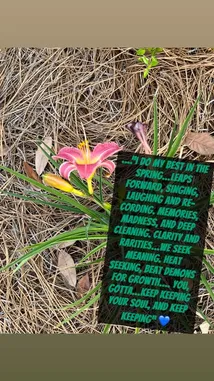 ..."I DO MY BEST IN THE
SPRING...LEAPS
FORWARD, SINGING,
LAUGHING AND RE-
CORDING, MEMORIES,
MADNESS, AND DEEP
CLEANING. CLARITY AND
RARITIES...WE SEEK
MEANING, HEAT
SEEKING, BEAT DEMONS
FOR GROWTH.... YOU
GOTTA...KEEP KEEPING
YOUR SOUL, AND KEEP
KEEPING" 💙